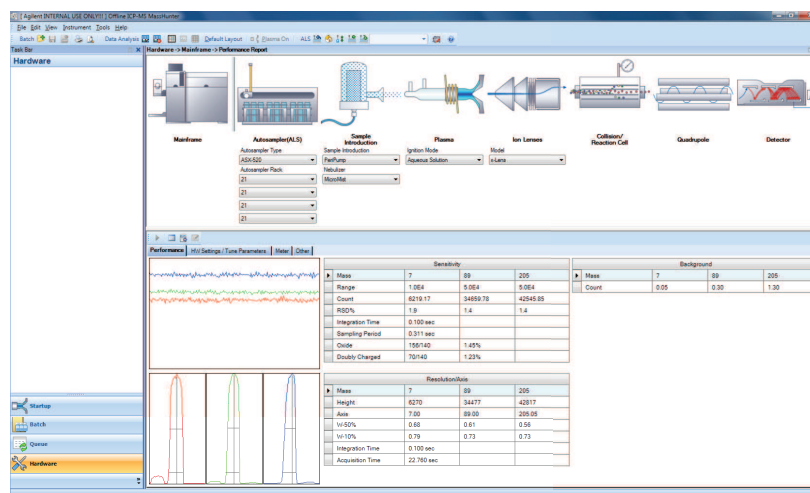 [ Agilent INTERNAL USE ONLY!!! ] Offline ICP-MS MassHunter
File Edit View Instrument Tools Help
Batch Data Analysis Default Layout Plasma On ALS
Task Bar
Hardware -> Mainframe -> Performance Report
Hardware
Mainframe Autosampler(ALS) Sample Introduction Plasma Ion Lenses Collision/ Reaction Cell Quadrupole Detector
Autosampler Type Sample Introduction Ignition Mode Model
ASX-520 PeriPump Aqueous Solution x-Lens
Autosampler Rack Nebulizer
21 MicroMist
21
21
21
Performance HW Settings / Tune Parameters Meter Other
Sensitivity
Mass 7 89 205
Range 1.0E4 5.0E4 5.0E4
Count 6219.17 34659.78 42545.85
RSD% 1.9 1.4 1.4
Integration Time 0.100 sec
Sampling Period 0.311 sec
Oxide 156/140 1.45%
Doubly Charged 70/140 1.23%
Background
Mass 7 89 205
Count 0.05 0.30 1.30
Resolution/Axis
Mass 7 89 205
Height 6270 34477 42817
Axis 7.00 89.00 205.05
W-50% 0.68 0.61 0.56
W-10% 0.79 0.73 0.73
Integration Time 0.100 sec
Acquisition Time 22.760 sec
Startup
Batch
Queue
Hardware